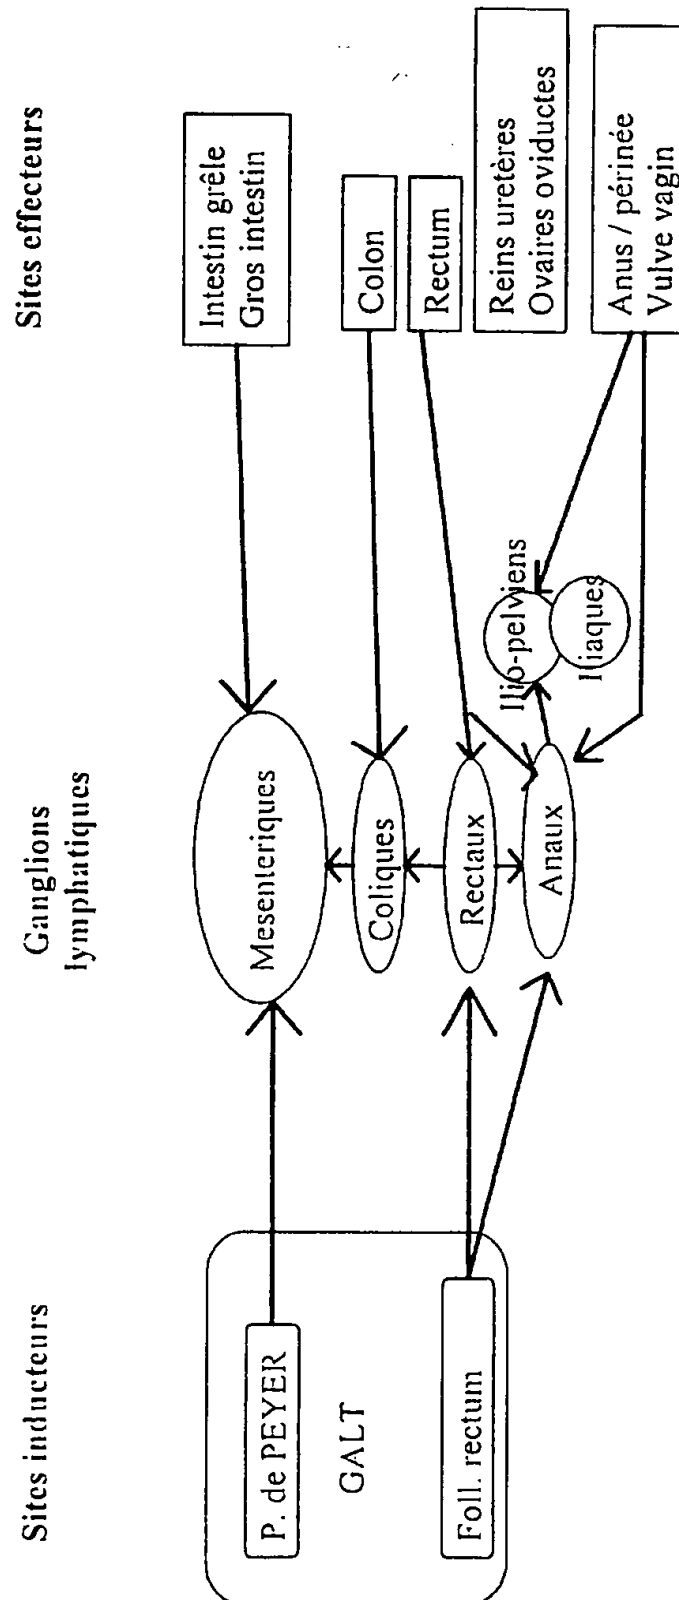 Sites inducteurs
Ganglions
lymphatiques
Sites effecteurs
P. de PEYER
GALT
Foll. rectum
Mesenteriques
Coliques
Rectaux
Anaux
Ilio-pelviens
Iliaques
Intestin grêle
Gros intestin
Colon
Rectum
Reins uretères
Ovaires oviductes
Anus / périnée
Vulve vagin